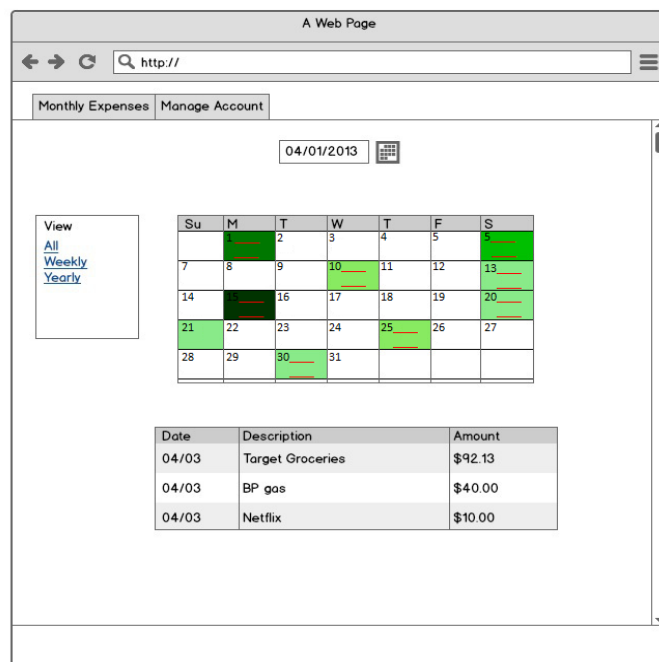 A Web Page
http://
Monthly Expenses Manage Account
04/01/2013
View
All
Weekly
Yearly
Su M T W T F S
1 2 3 4 5 5
7 8 9 10 11 12 13
14 15 16 17 18 19 20
21 22 23 24 25 26 27
28 29 30 31
Date Description Amount
04/03 Target Groceries $92.13
04/03 BP gas $40.00
04/03 Netflix $10.00